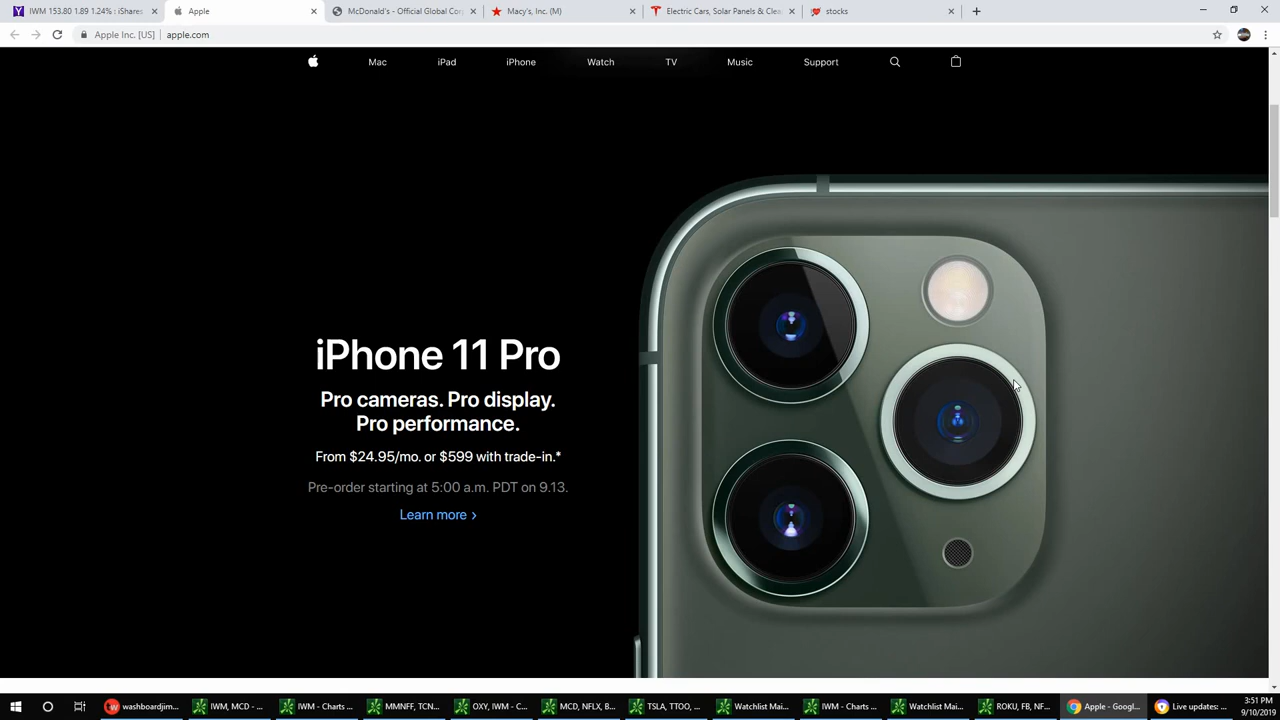 IWM 153.80 1.89 1.24% : iShares
Apple
McDonald's - Official Global Cor
Macy's, Inc. (M)
Electric Cars, Solar Panels & Clea
stocks
Apple Inc. [US]
apple.com
Mac
iPad
iPhone
Watch
TV
Music
Support
iPhone 11 Pro
Pro cameras. Pro display.
Pro performance.
From $24.95/mo. or $599 with trade-in.*
Pre-order starting at 5:00 a.m. PDT on 9.13.
Learn more >
washboardjim...
IWM, MCD - ...
IWM - Charts ...
MMNFF, TCN...
OXY, IWM - C...
MCD, NFLX, B...
TSLA, TTOO, ...
Watchlist Mai...
IWM - Charts ...
Watchlist Mai...
ROKU, FB, NF...
Apple - Googl...
Live updates: ...
3:51 PM
9/10/2019